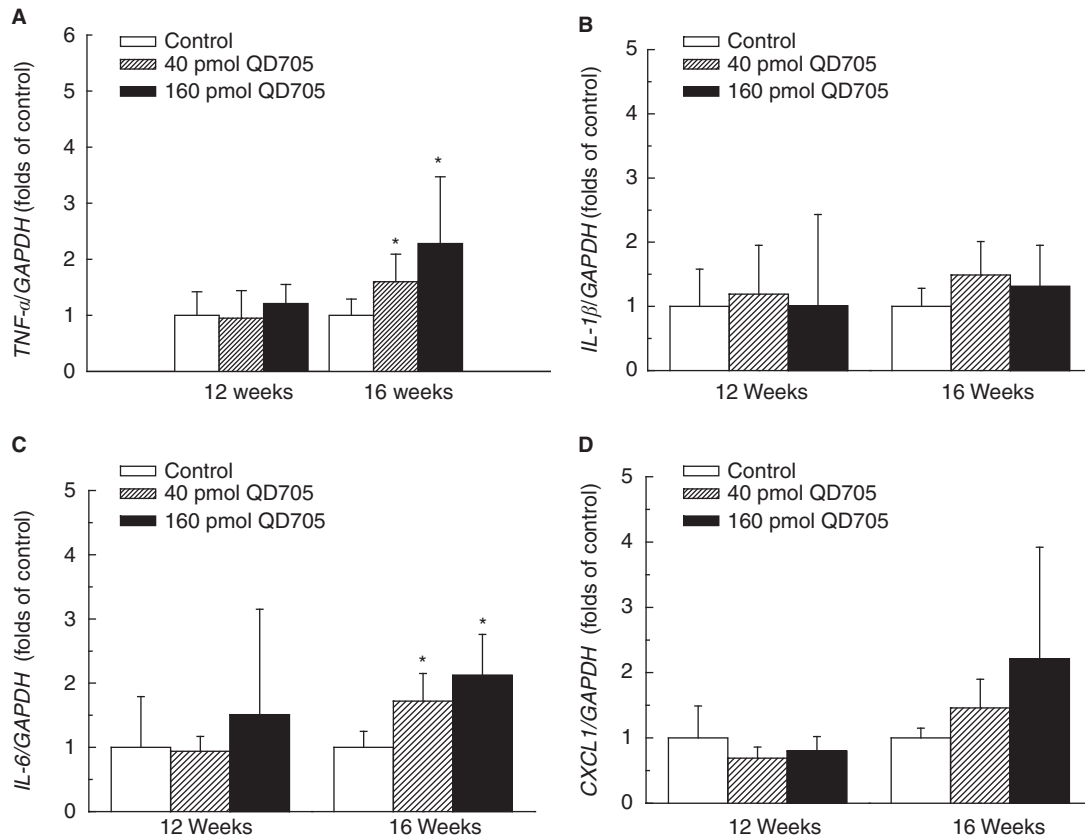 A
TNF-α/GAPDH (folds of control)
6
5
4
3
2
1
0
Control
40 pmol QD705
160 pmol QD705
*
*
12 weeks
16 weeks
B
IL-1β/GAPDH (folds of control)
5
4
3
2
1
0
Control
40 pmol QD705
160 pmol QD705
12 Weeks
16 Weeks
C
IL-6/GAPDH (folds of control)
5
4
3
2
1
0
Control
40 pmol QD705
160 pmol QD705
*
*
12 Weeks
16 Weeks
D
CXCL1/GAPDH (folds of control)
5
4
3
2
1
0
Control
40 pmol QD705
160 pmol QD705
12 Weeks
16 Weeks